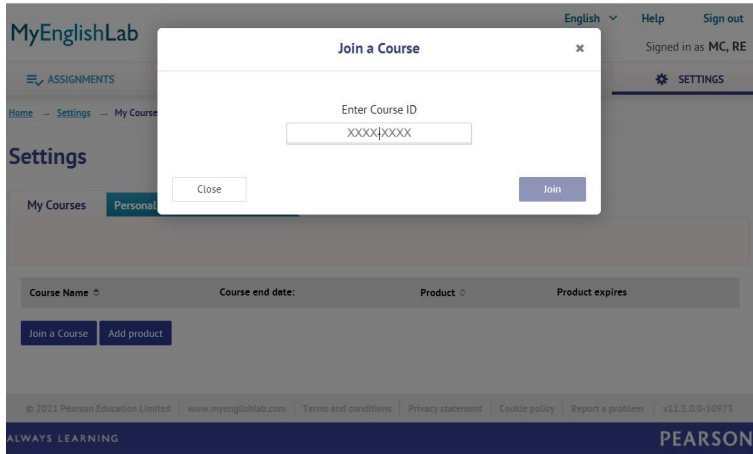 MyEnglishLab
English Help Sign out
Signed in as MC, RE
ASSIGNMENTS
SETTINGS
Home → Settings → My Course
Settings
My Courses
Personal
Join a Course
Enter Course ID
XXXX-XXXX
Close
Join
Course Name Course end date: Product Product expires
Join a Course Add product
© 2021 Pearson Education Limited | www.myenglishlab.com | Terms and conditions | Privacy statement | Cookie policy | Report a problem | v11.3.0.0-10973
ALWAYS LEARNING
PEARSON